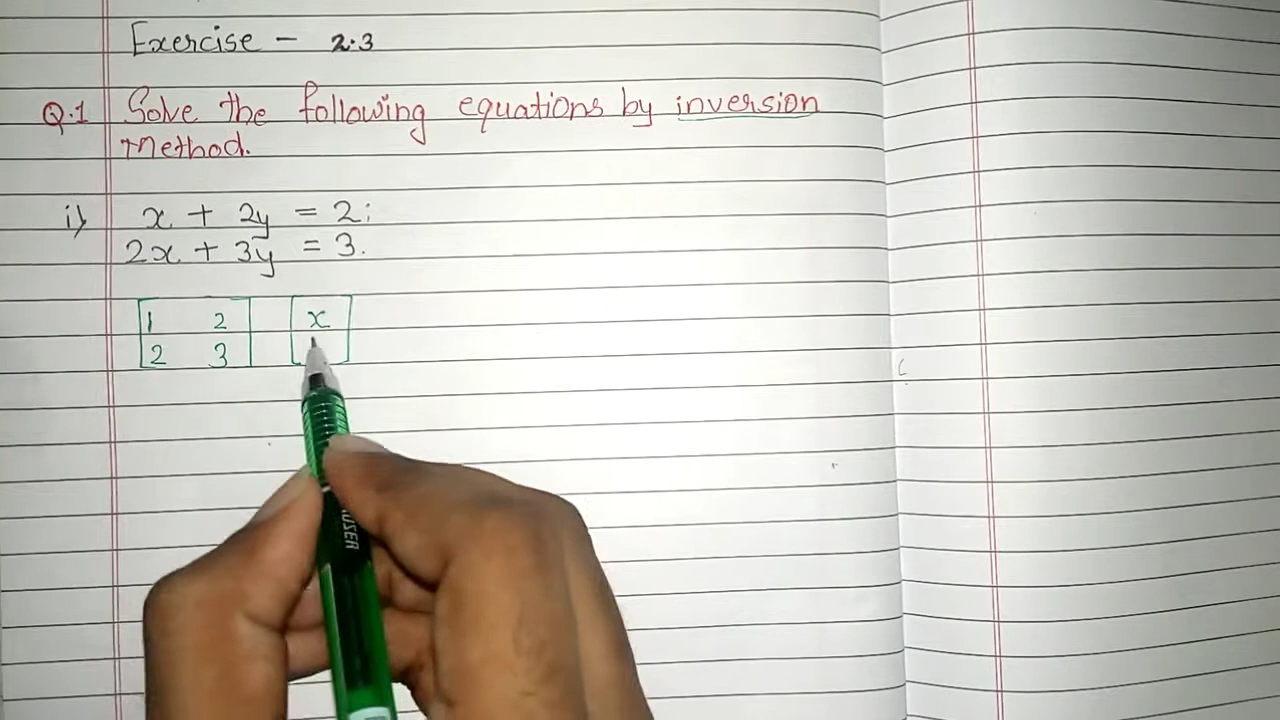 Exercise - 2.3
Q.1 Solve the following equations by inversion
Method.
i) x + 2y = 2;
2x + 3y = 3.
1 2 x
2 3